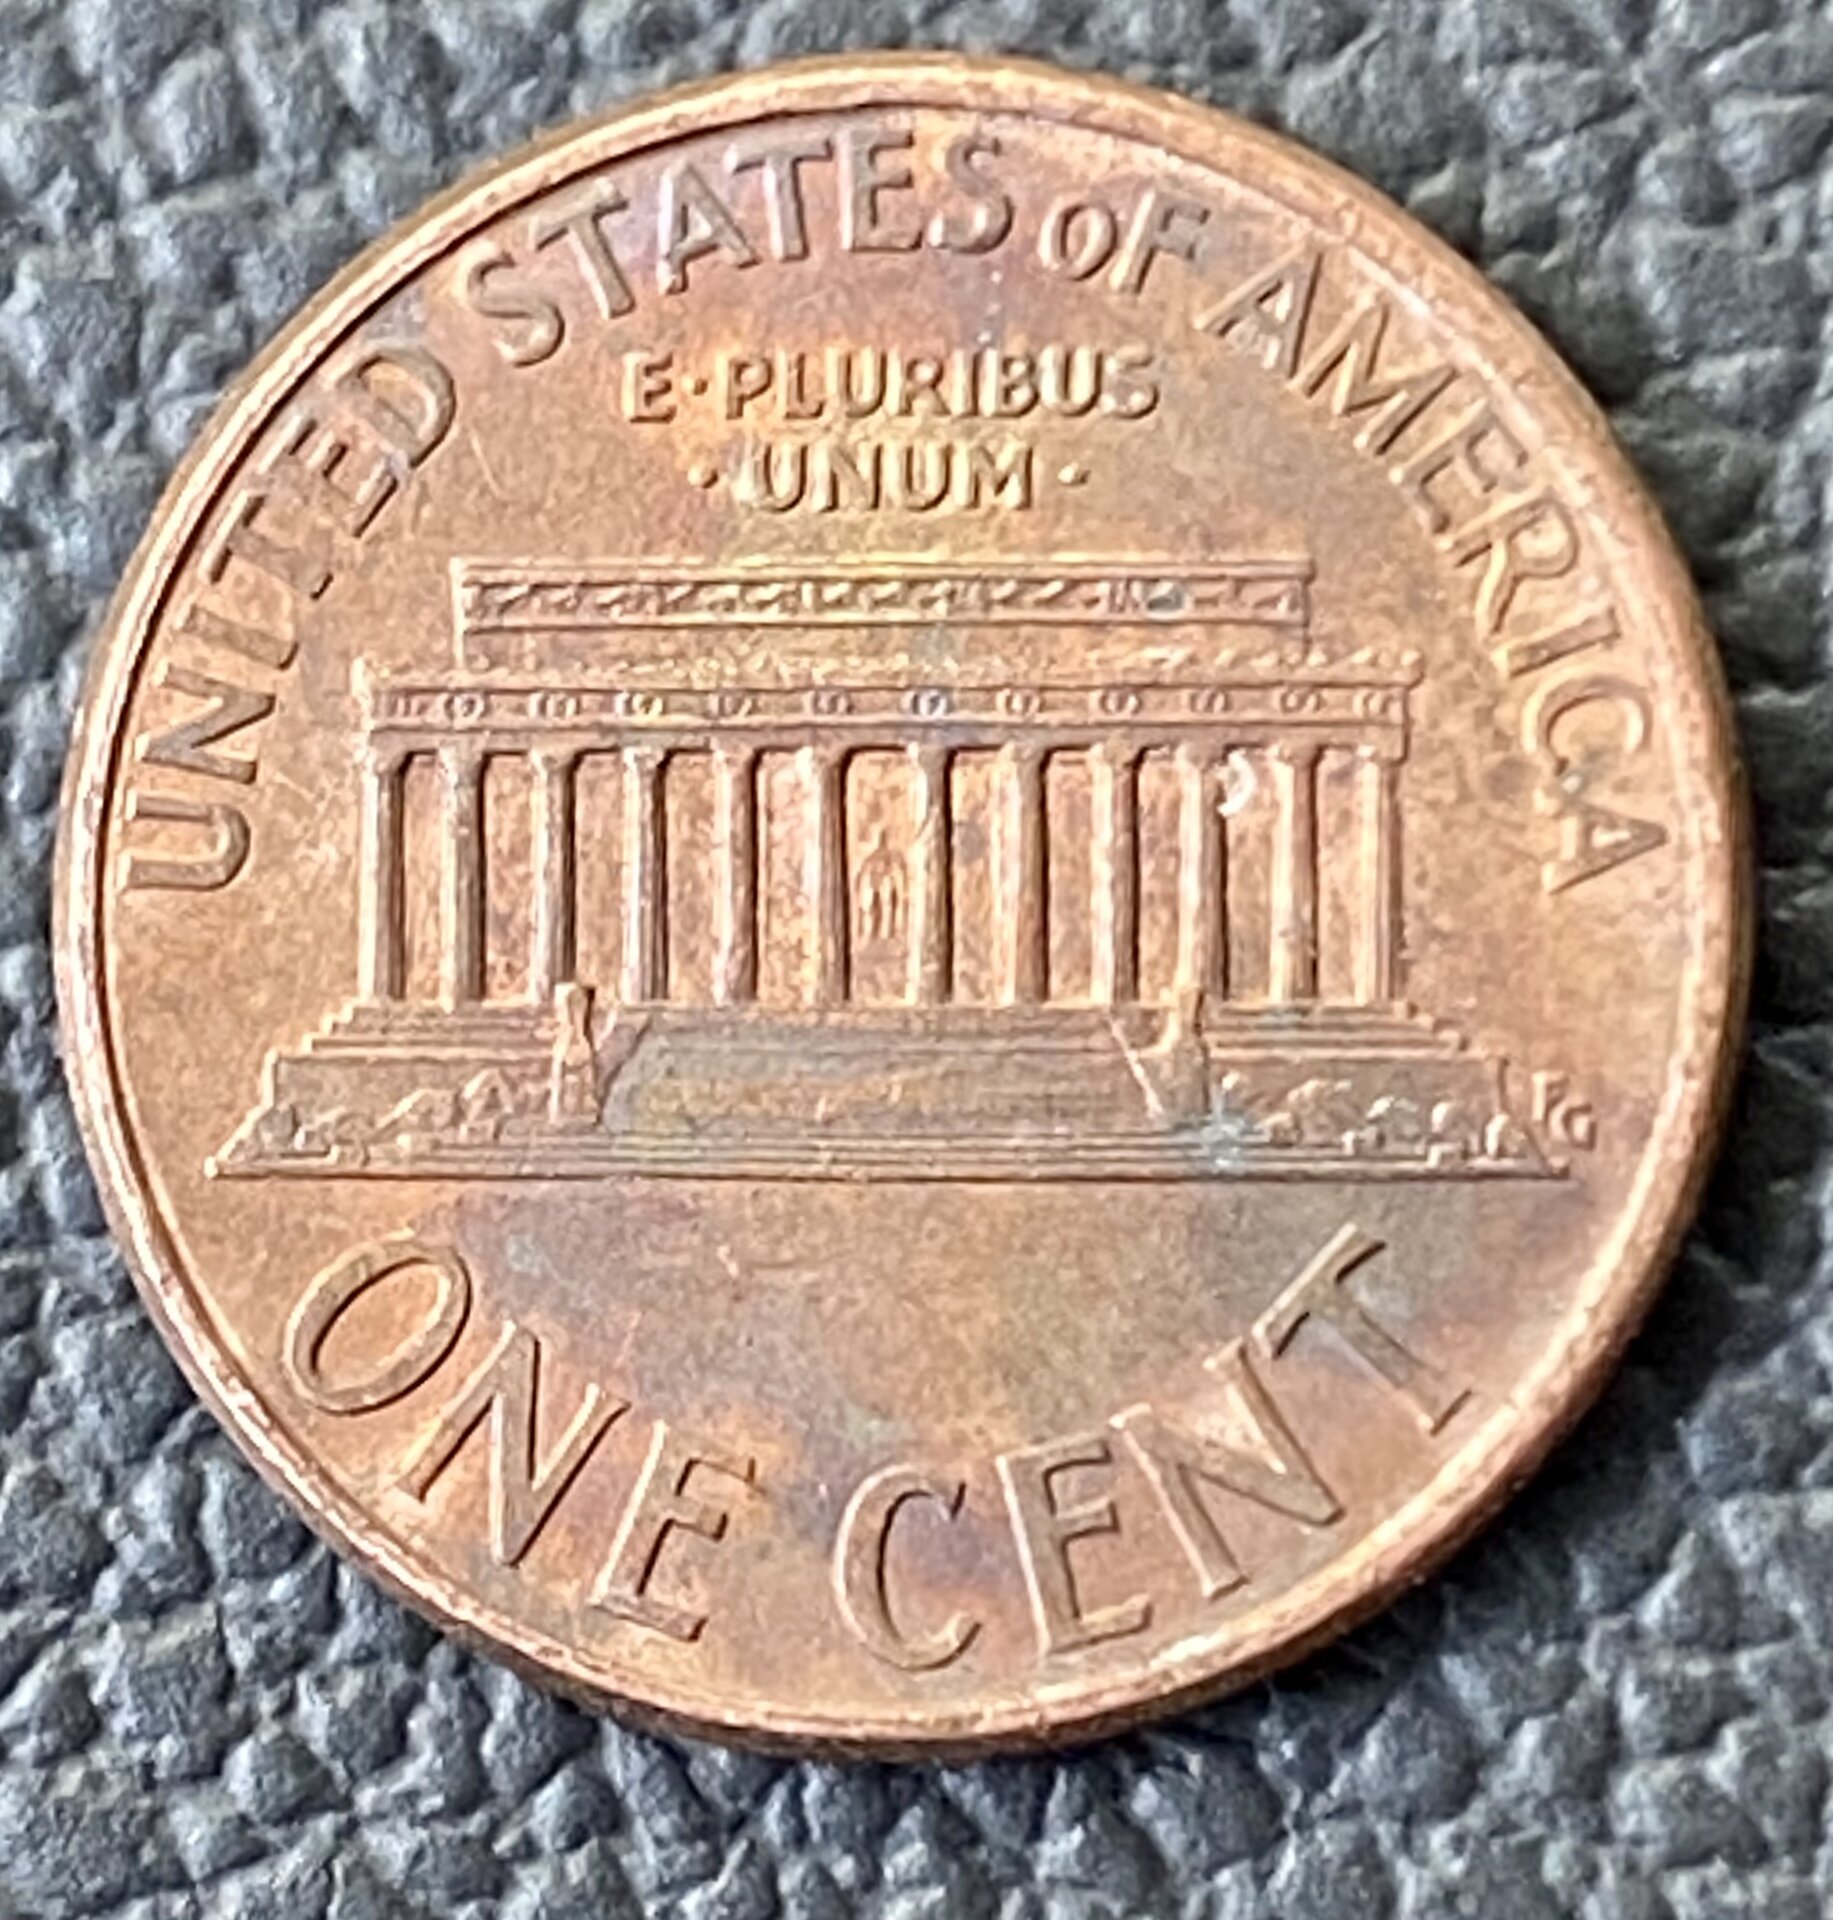 UNITED STATES OF AMERICA
E·PLURIBUS
·UNUM·
FG
ONE CENT